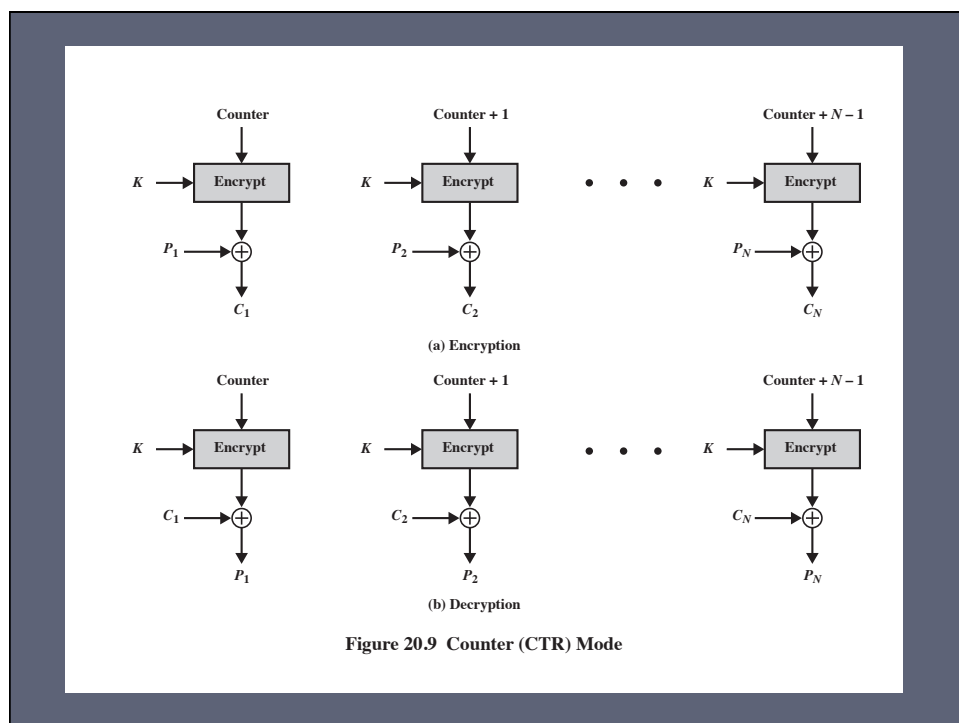 Counter Counter + 1 Counter + N – 1
K Encrypt K Encrypt • • • K Encrypt
P1 P2 PN
C1 C2 CN
(a) Encryption
Counter Counter + 1 Counter + N – 1
K Encrypt K Encrypt • • • K Encrypt
C1 C2 CN
P1 P2 PN
(b) Decryption
Figure 20.9 Counter (CTR) Mode